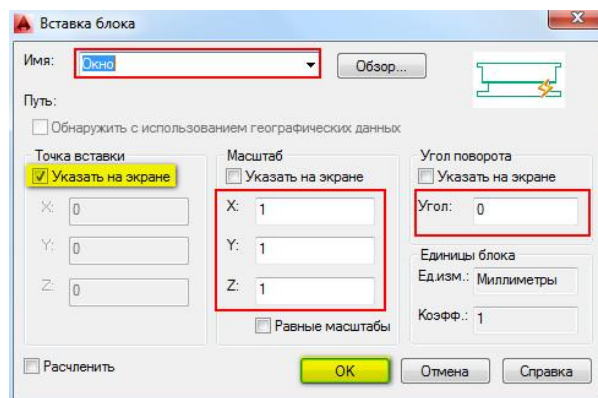 Вставка блока
Имя: Окно Обзор...
Путь:
Обнаружить с использованием географических данных
Точка вставки
Указать на экране
X: 0
Y: 0
Z: 0
Масштаб
Указать на экране
X: 1
Y: 1
Z: 1
Равные масштабы
Угол поворота
Указать на экране
Угол: 0
Единицы блока
Ед.изм.: Миллиметры
Коэфф.: 1
Расчленить
OK Отмена Справка